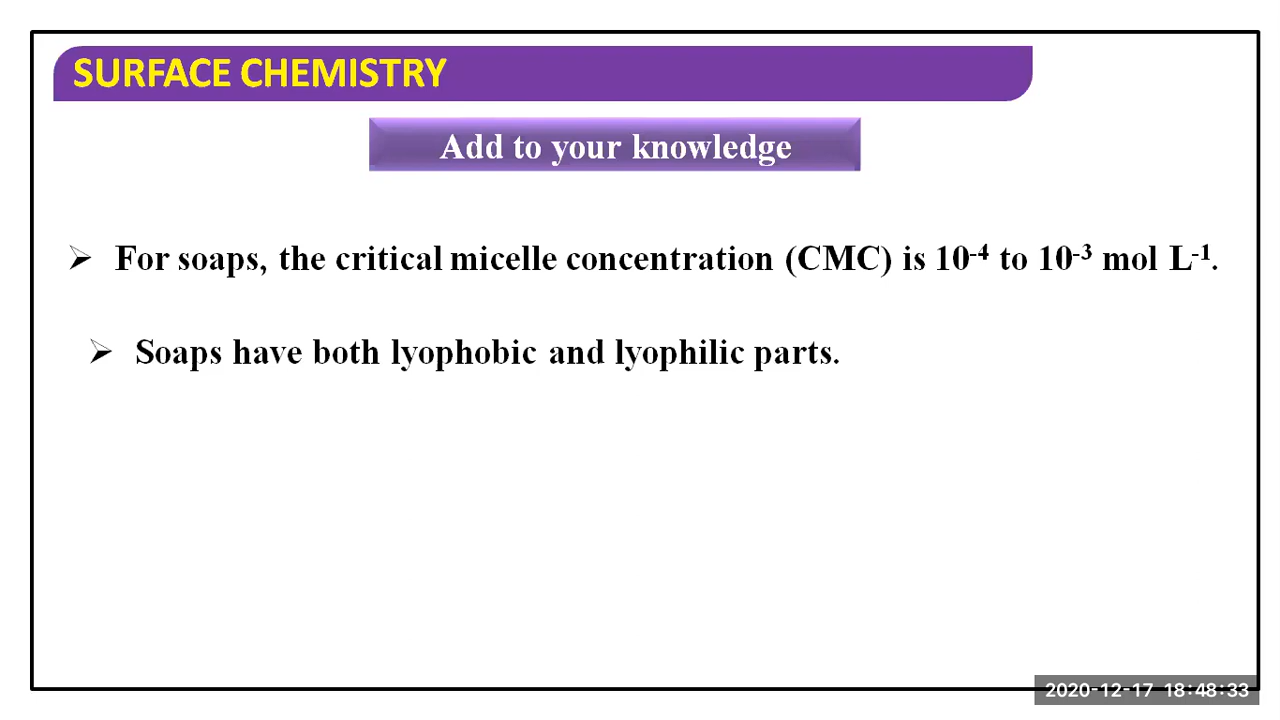 SURFACE CHEMISTRY
Add to your knowledge
➢ For soaps, the critical micelle concentration (CMC) is 10⁻⁴ to 10⁻³ mol L⁻¹.
➢ Soaps have both lyophobic and lyophilic parts.
2020-12-17 18:48:33